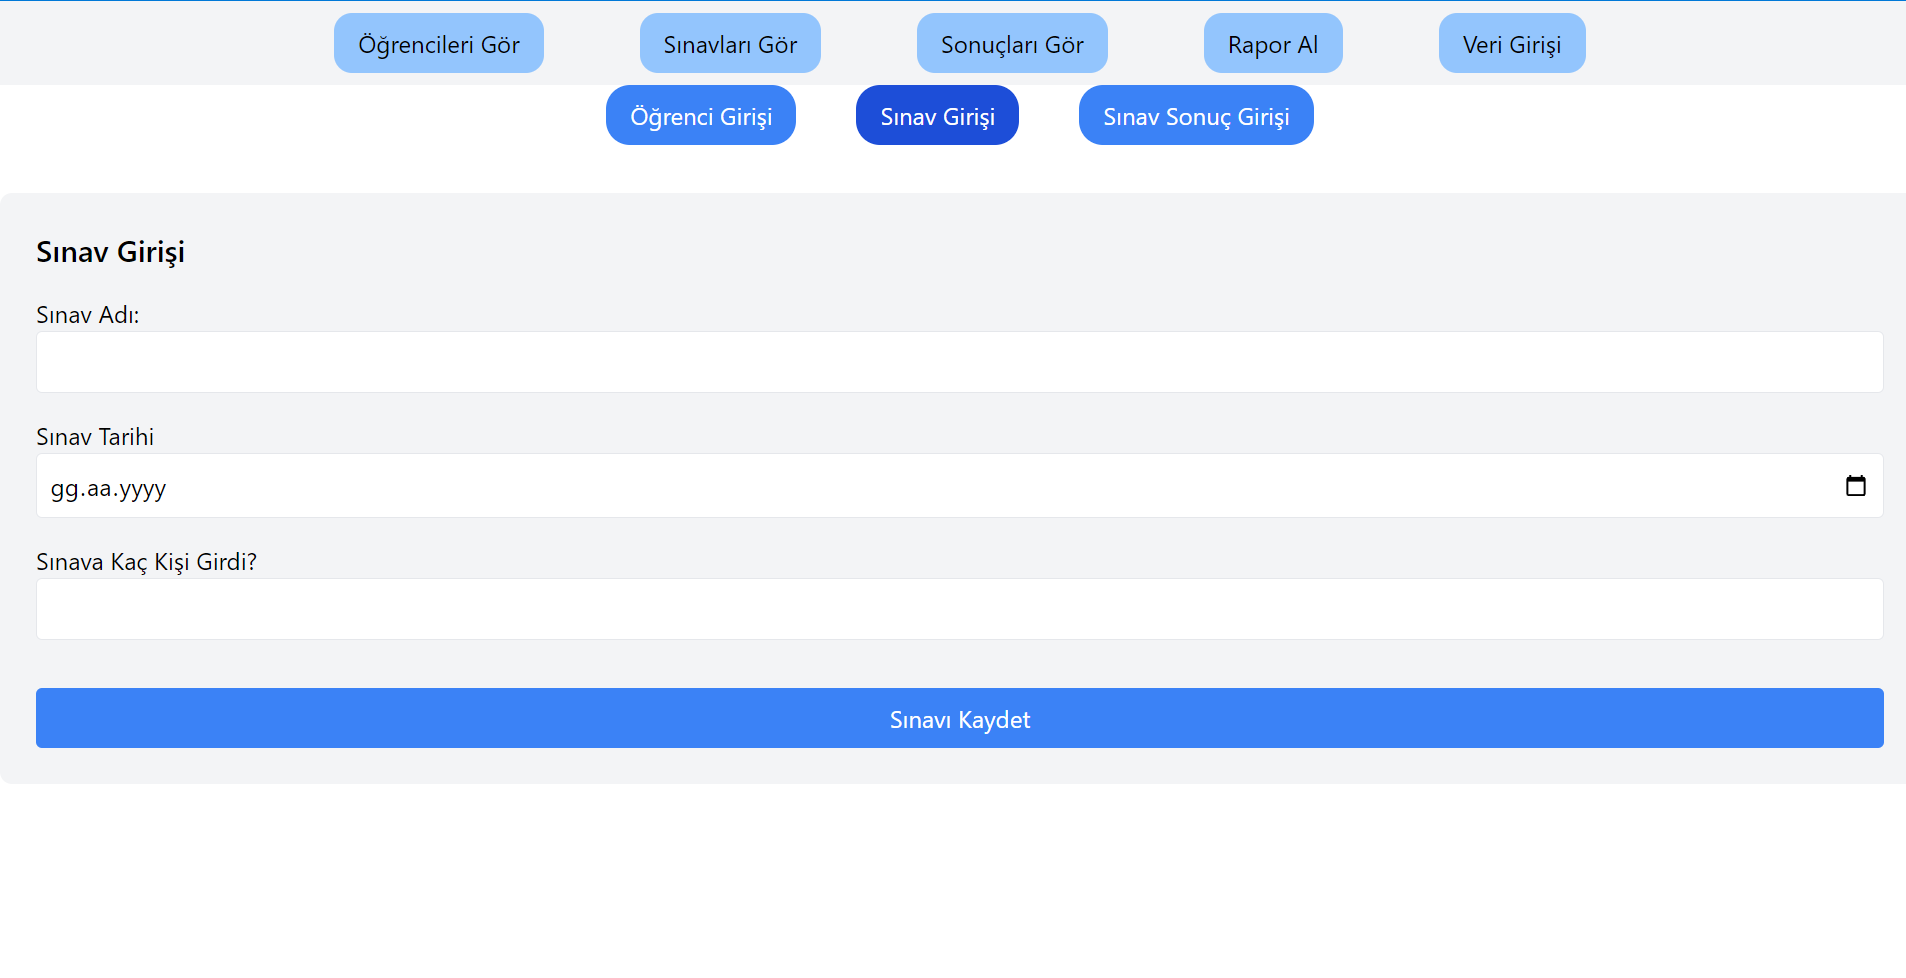 Öğrencileri Gör Sınavları Gör Sonuçları Gör Rapor Al Veri Girişi
Öğrenci Girişi Sınav Girişi Sınav Sonuç Girişi
Sınav Girişi
Sınav Adı:
Sınav Tarihi
gg.aa.yyyy
Sınava Kaç Kişi Girdi?
Sınavı Kaydet